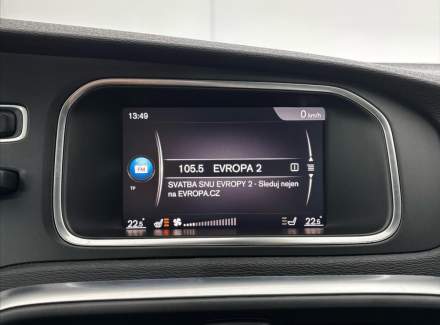 13:49
0 km/h
FM
105.5 EVROPA 2
TP
SVATBA SNU EVROPY 2 - Sleduj nejen
na EVROPA.CZ
22.5° 22.5°